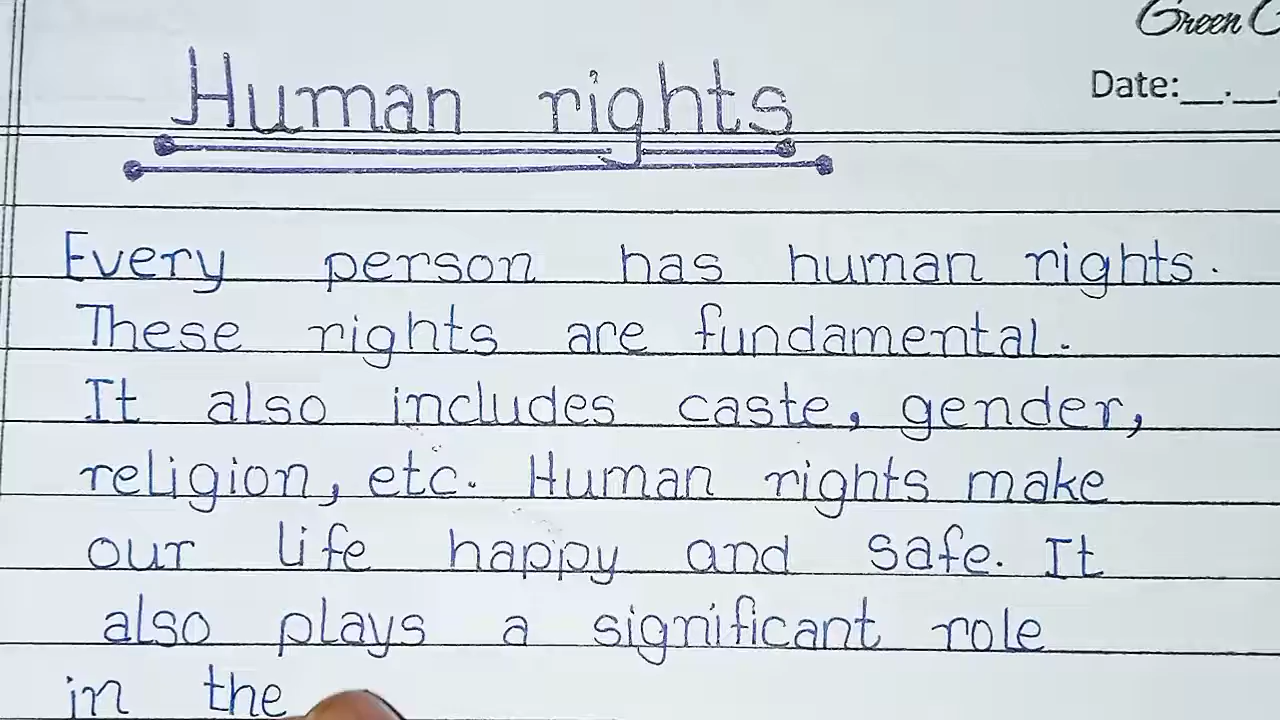 Green
Date:__.__.
Human rights
Every person has human rights.
These rights are fundamental.
It also includes caste, gender,
religion, etc. Human rights make
our life happy and safe. It
also plays a significant role
in the